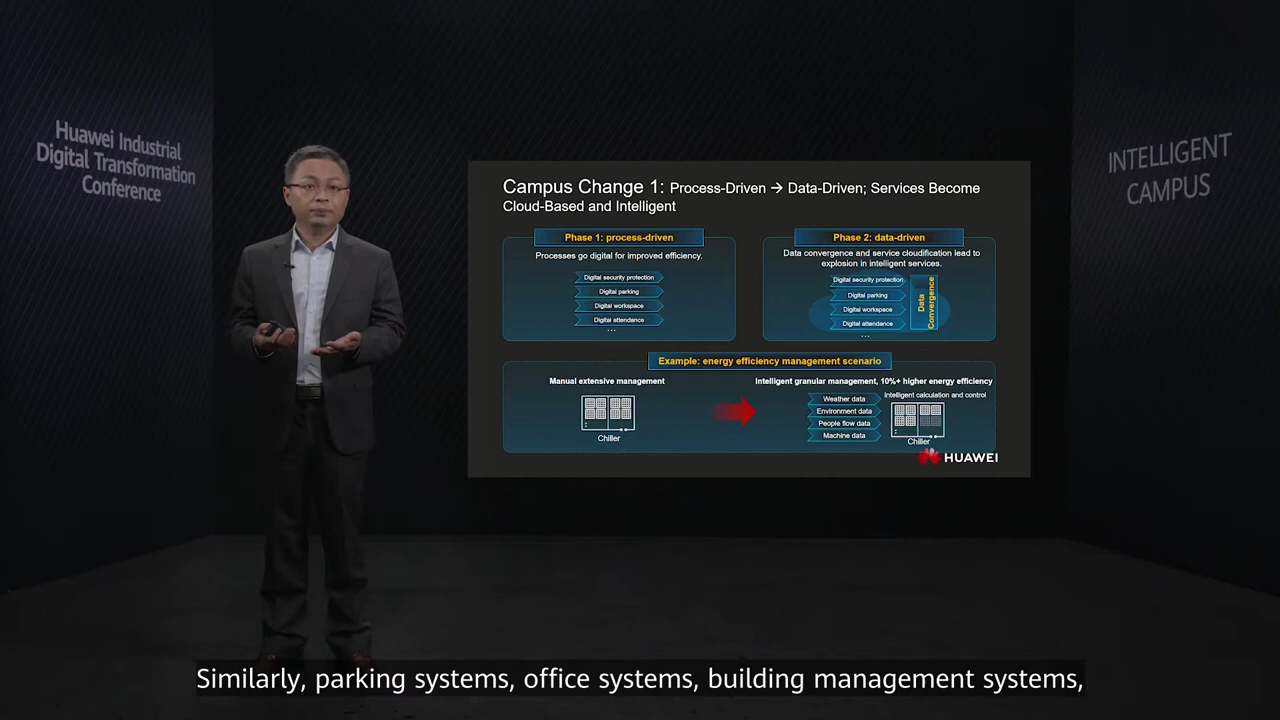 Huawei Industrial
Digital Transformation
Conference
INTELLIGENT
CAMPUS
Campus Change 1: Process-Driven → Data-Driven; Services Become
Cloud-Based and Intelligent
Phase 1: process-driven
Processes go digital for improved efficiency.
Digital security protection
Digital parking
Digital workspace
Digital attendance
...
Phase 2: data-driven
Data convergence and service cloudification lead to
explosion in intelligent services.
Digital security protection
Digital parking
Digital workspace
Digital attendance
...
Data
Convergence
Example: energy efficiency management scenario
Manual extensive management
Chiller
Intelligent granular management, 10%+ higher energy efficiency
Weather data
Environment data
People flow data
Machine data
Intelligent calculation and control
Chiller
HUAWEI
Similarly, parking systems, office systems, building management systems,